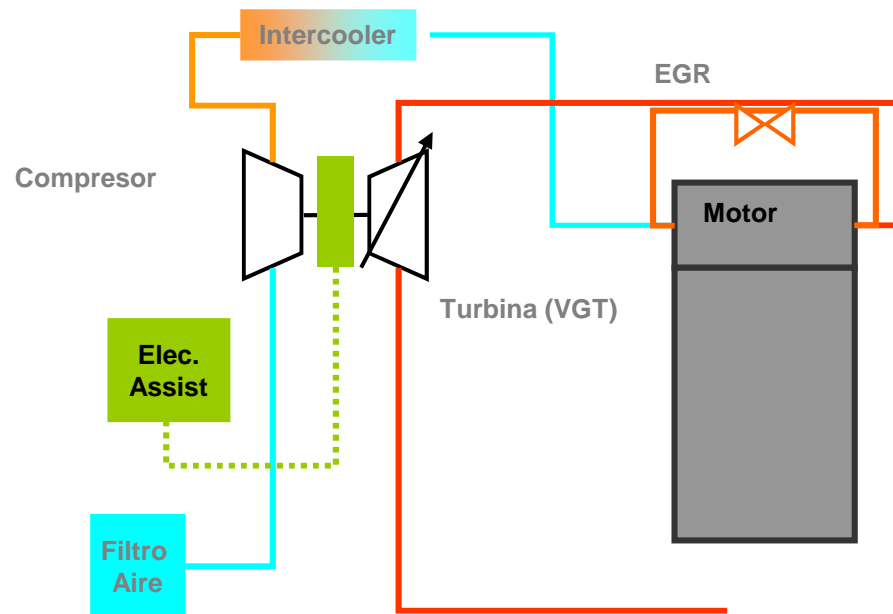 Intercooler
EGR
Compresor
Motor
Turbina (VGT)
Elec.
Assist
Filtro
Aire